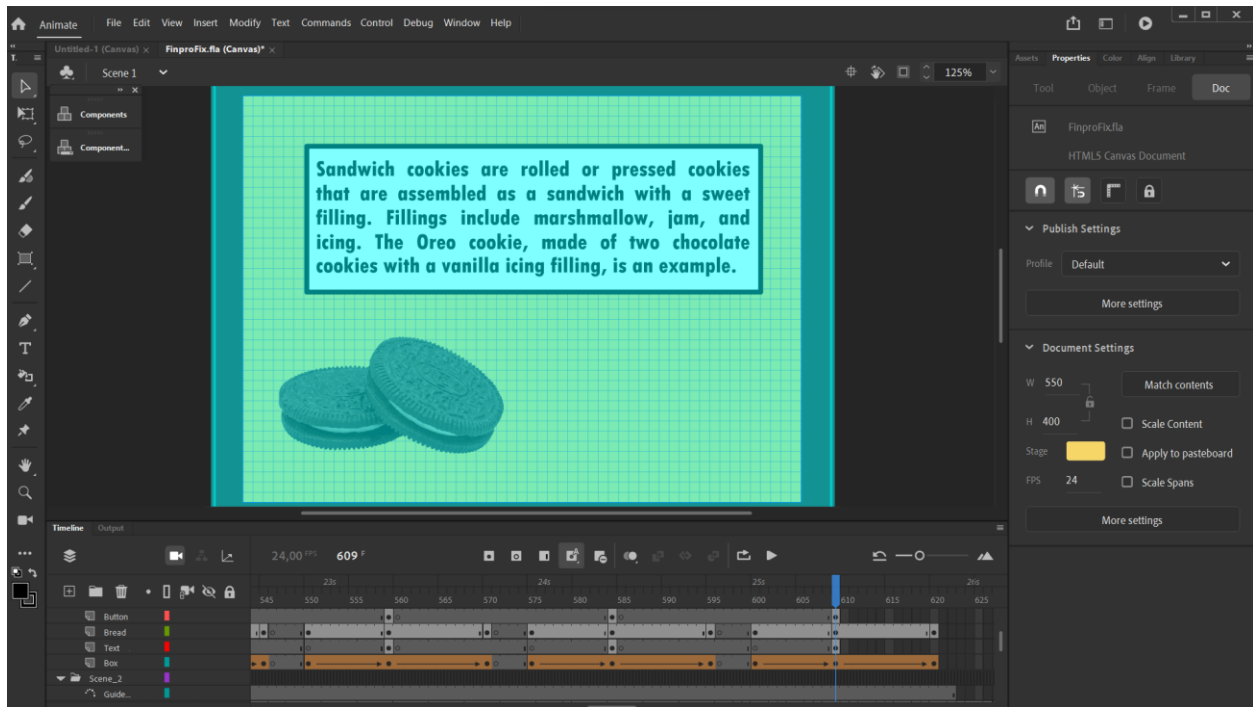 Animate File Edit View Insert Modify Text Commands Control Debug Window Help
Untitled-1 (Canvas) × FinproFix.fla (Canvas)* ×
T.
Assets Properties Color Align Library
Scene 1
125%
Tool Object Frame Doc
Components
Component...
An FinproFix.fla
HTML5 Canvas Document
Sandwich cookies are rolled or pressed cookies
that are assembled as a sandwich with a sweet
filling. Fillings include marshmallow, jam, and
icing. The Oreo cookie, made of two chocolate
cookies with a vanilla icing filling, is an example.
Publish Settings
Profile Default
More settings
Document Settings
W 550
Match contents
H 400
Scale Content
Stage
Apply to pasteboard
FPS 24
Scale Spans
More settings
Timeline Output
24,00 FPS 609 F
23s 24s 25s 26s
545 550 555 560 565 570 575 580 585 590 595 600 605 610 615 620 625
Button
Bread
Text
Box
Scene_2
Guide...